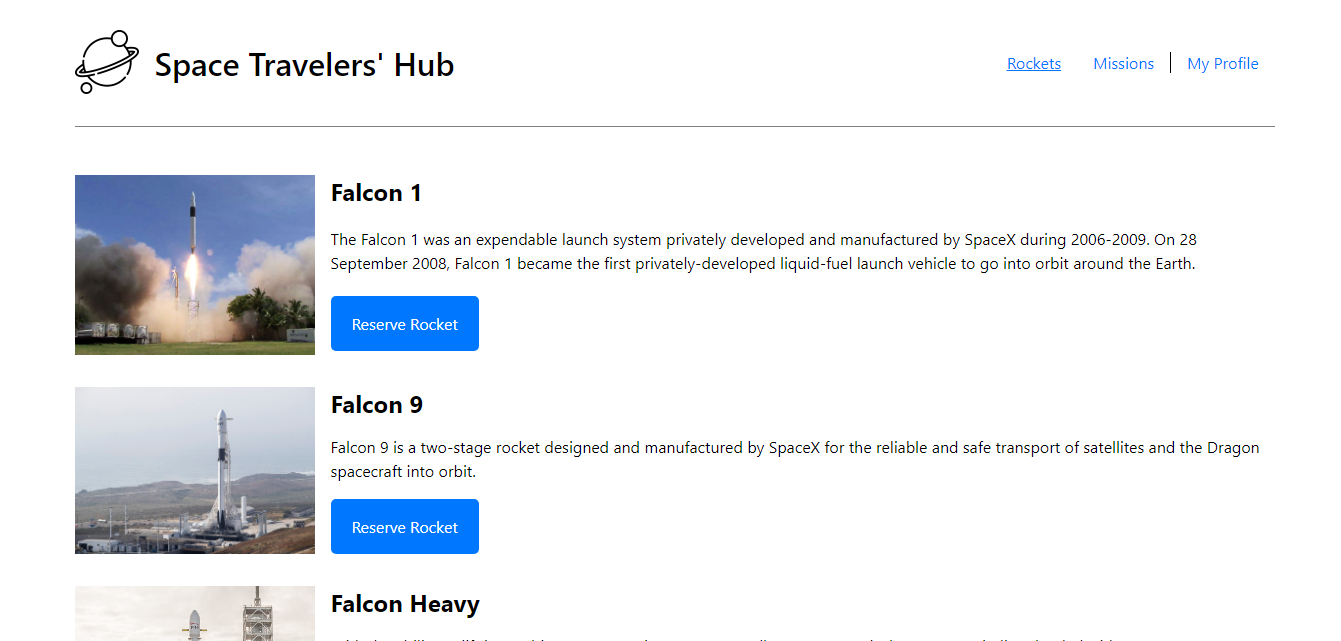 Space Travelers' Hub
Rockets
Missions
My Profile
Falcon 1
The Falcon 1 was an expendable launch system privately developed and manufactured by SpaceX during 2006-2009. On 28
September 2008, Falcon 1 became the first privately-developed liquid-fuel launch vehicle to go into orbit around the Earth.
Reserve Rocket
Falcon 9
Falcon 9 is a two-stage rocket designed and manufactured by SpaceX for the reliable and safe transport of satellites and the Dragon
spacecraft into orbit.
Reserve Rocket
Falcon Heavy